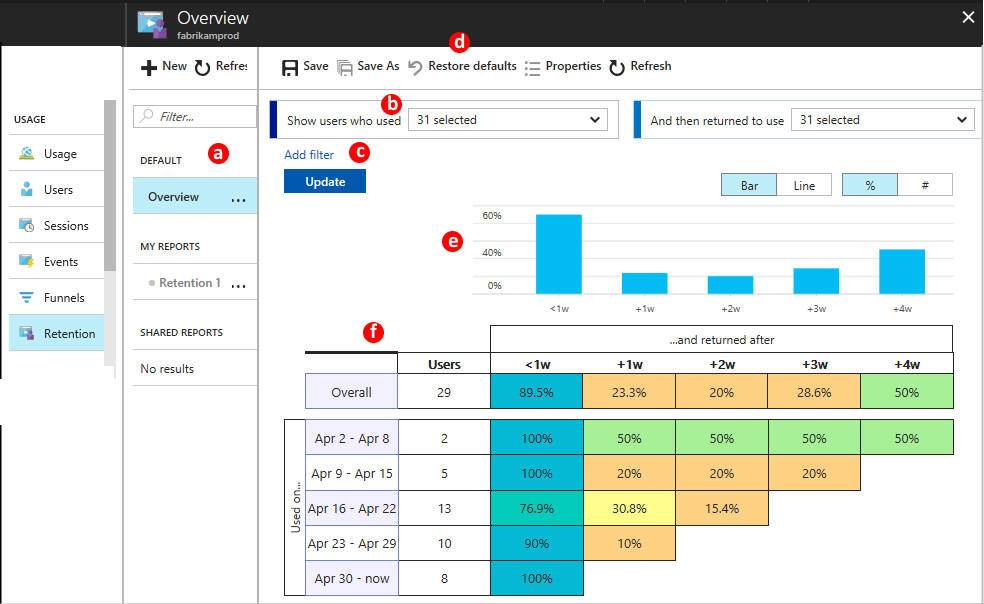 Overview
fabrikamprod
New Refres
Save Save As Restore defaults Properties Refresh
d
USAGE
Usage
Users
Sessions
Events
Funnels
Retention
Filter...
DEFAULT
a
Overview ...
MY REPORTS
Retention 1 ...
SHARED REPORTS
No results
b
Show users who used 31 selected
And then returned to use 31 selected
Add filter
c
Update
Bar Line % #
e
60%
40%
0%
<1w +1w +2w +3w +4w
f
...and returned after
Users <1w +1w +2w +3w +4w
Overall 29 89.5% 23.3% 20% 28.6% 50%
Used on...
Apr 2 - Apr 8 2 100% 50% 50% 50% 50%
Apr 9 - Apr 15 5 100% 20% 20% 20%
Apr 16 - Apr 22 13 76.9% 30.8% 15.4%
Apr 23 - Apr 29 10 90% 10%
Apr 30 - now 8 100%